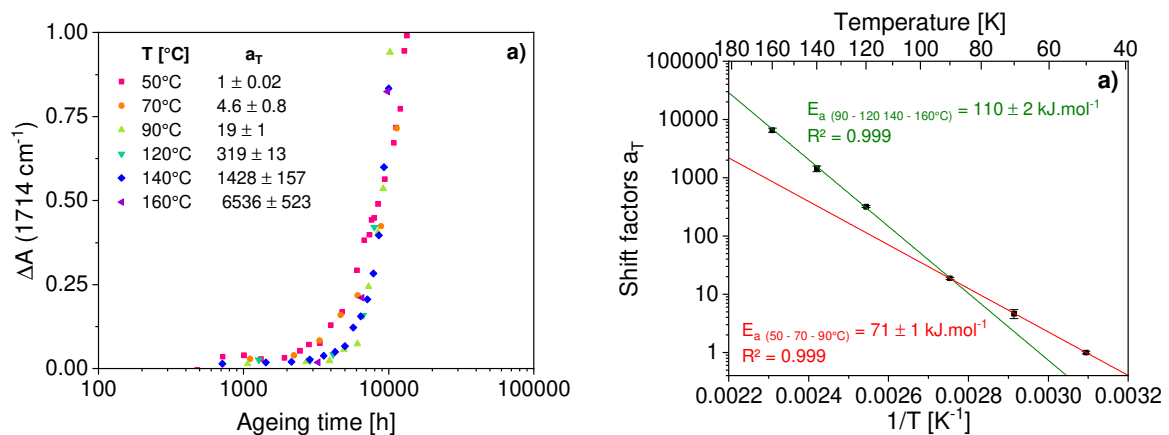 1.00
0.75
0.50
0.25
0.00
ΔA (1714 cm⁻¹)
a)
T [°C] aT
50°C 1 ± 0.02
70°C 4.6 ± 0.8
90°C 19 ± 1
120°C 319 ± 13
140°C 1428 ± 157
160°C 6536 ± 523
100 1000 10000 100000
Ageing time [h]
Temperature [K]
180 160 140 120 100 80 60 40
100000
10000
1000
100
10
1
Shift factors aT
a)
Ea (90 - 120 140 - 160°C) = 110 ± 2 kJ.mol⁻¹
R² = 0.999
Ea (50 - 70 - 90°C) = 71 ± 1 kJ.mol⁻¹
R² = 0.999
0.0022 0.0024 0.0026 0.0028 0.0030 0.0032
1/T [K⁻¹]